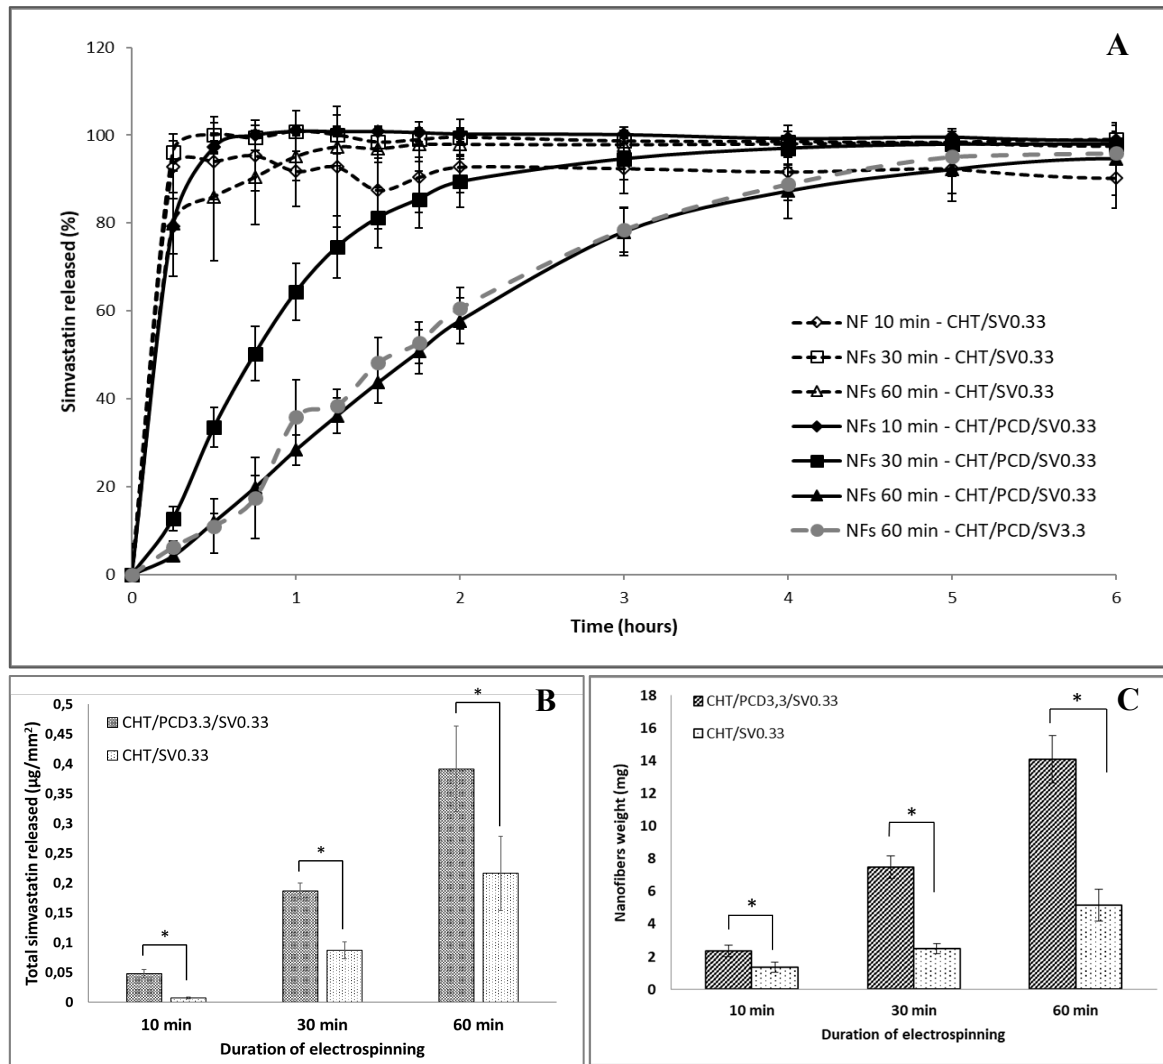 A
120
100
80
60
40
20
0
Simvastatin released (%)
0 1 2 3 4 5 6
Time (hours)
NF 10 min - CHT/SV0.33
NFs 30 min - CHT/SV0.33
NFs 60 min - CHT/SV0.33
NFs 10 min - CHT/PCD/SV0.33
NFs 30 min - CHT/PCD/SV0.33
NFs 60 min - CHT/PCD/SV0.33
NFs 60 min - CHT/PCD/SV3.3
B
0,5
0,45
0,4
0,35
0,3
0,25
0,2
0,15
0,1
0,05
0
Total simvastatin released (µg/mm²)
CHT/PCD3.3/SV0.33
CHT/SV0.33
*
*
*
10 min 30 min 60 min
Duration of electrospinning
C
18
16
14
12
10
8
6
4
2
0
Nanofibers weight (mg)
CHT/PCD3,3/SV0.33
CHT/SV0.33
*
*
*
10 min 30 min 60 min
Duration of electrospinning